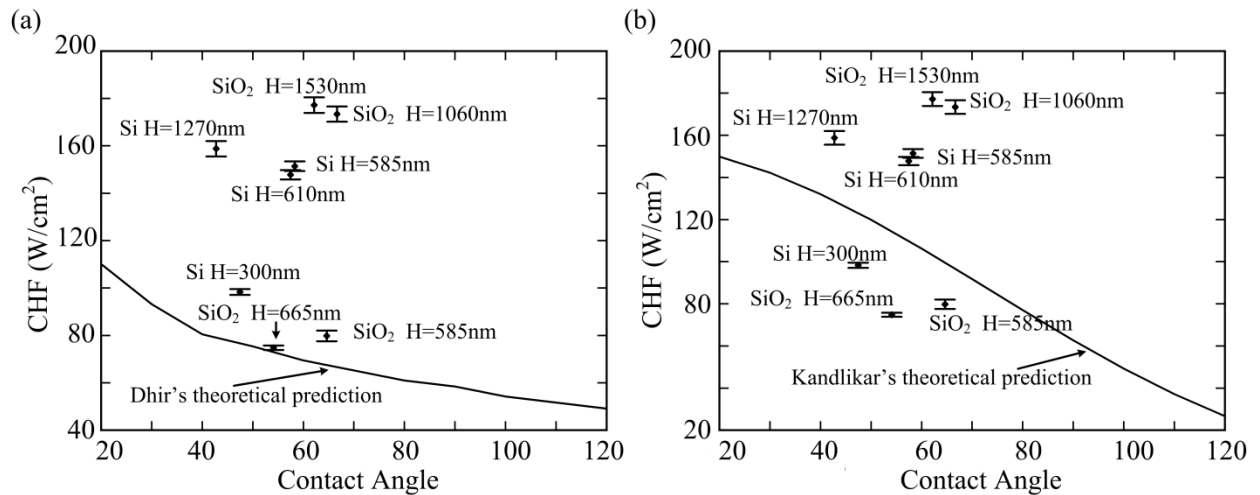 (a)
CHF (W/cm²)
200
160
120
80
40
SiO₂ H=1530nm
SiO₂ H=1060nm
Si H=1270nm
Si H=585nm
Si H=610nm
Si H=300nm
SiO₂ H=665nm
SiO₂ H=585nm
Dhir's theoretical prediction
20 40 60 80 100 120
Contact Angle
(b)
CHF (W/cm²)
200
160
120
80
20
SiO₂ H=1530nm
SiO₂ H=1060nm
Si H=1270nm
Si H=585nm
Si H=610nm
Si H=300nm
SiO₂ H=665nm
SiO₂ H=585nm
Kandlikar's theoretical prediction
20 40 60 80 100 120
Contact Angle